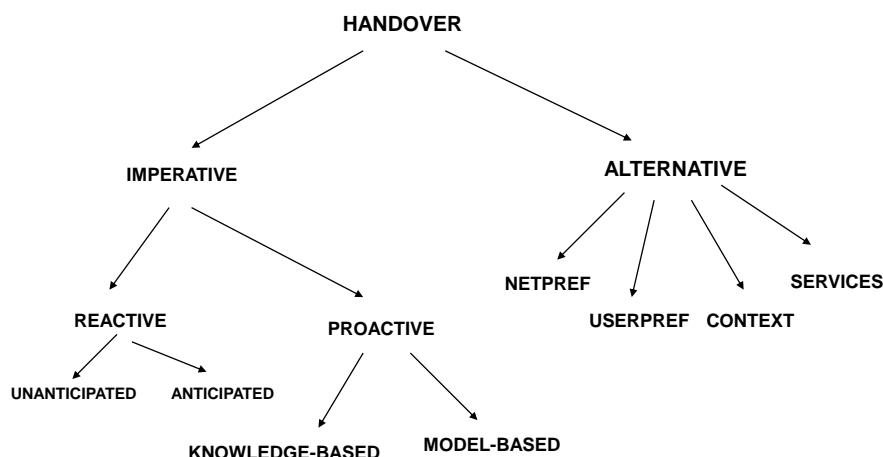 HANDOVER
IMPERATIVE
ALTERNATIVE
NETPREF
SERVICES
USERPREF
CONTEXT
REACTIVE
PROACTIVE
UNANTICIPATED
ANTICIPATED
KNOWLEDGE-BASED
MODEL-BASED